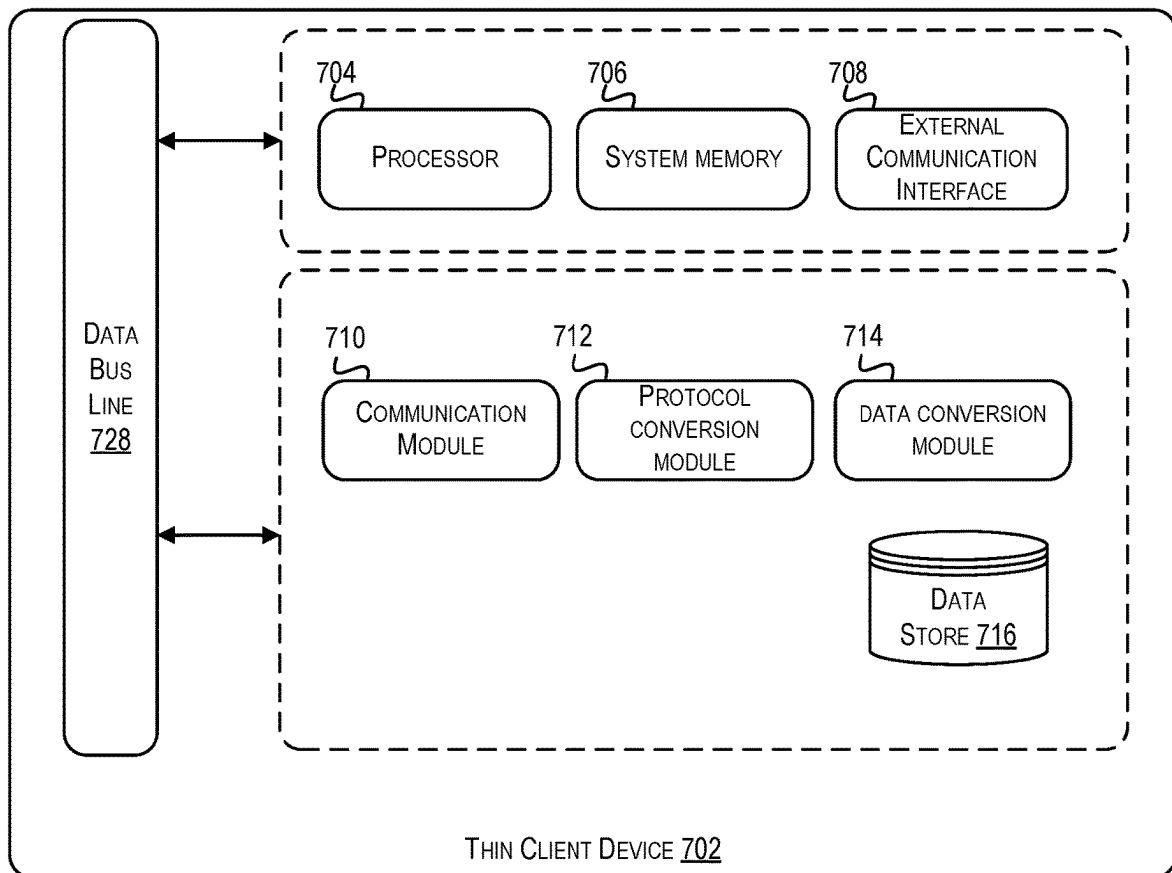 704
706
708
PROCESSOR
SYSTEM MEMORY
EXTERNAL
COMMUNICATION
INTERFACE
DATA
BUS
LINE
728
710
712
714
COMMUNICATION
MODULE
PROTOCOL
CONVERSION
MODULE
DATA CONVERSION
MODULE
DATA
STORE 716
THIN CLIENT DEVICE 702